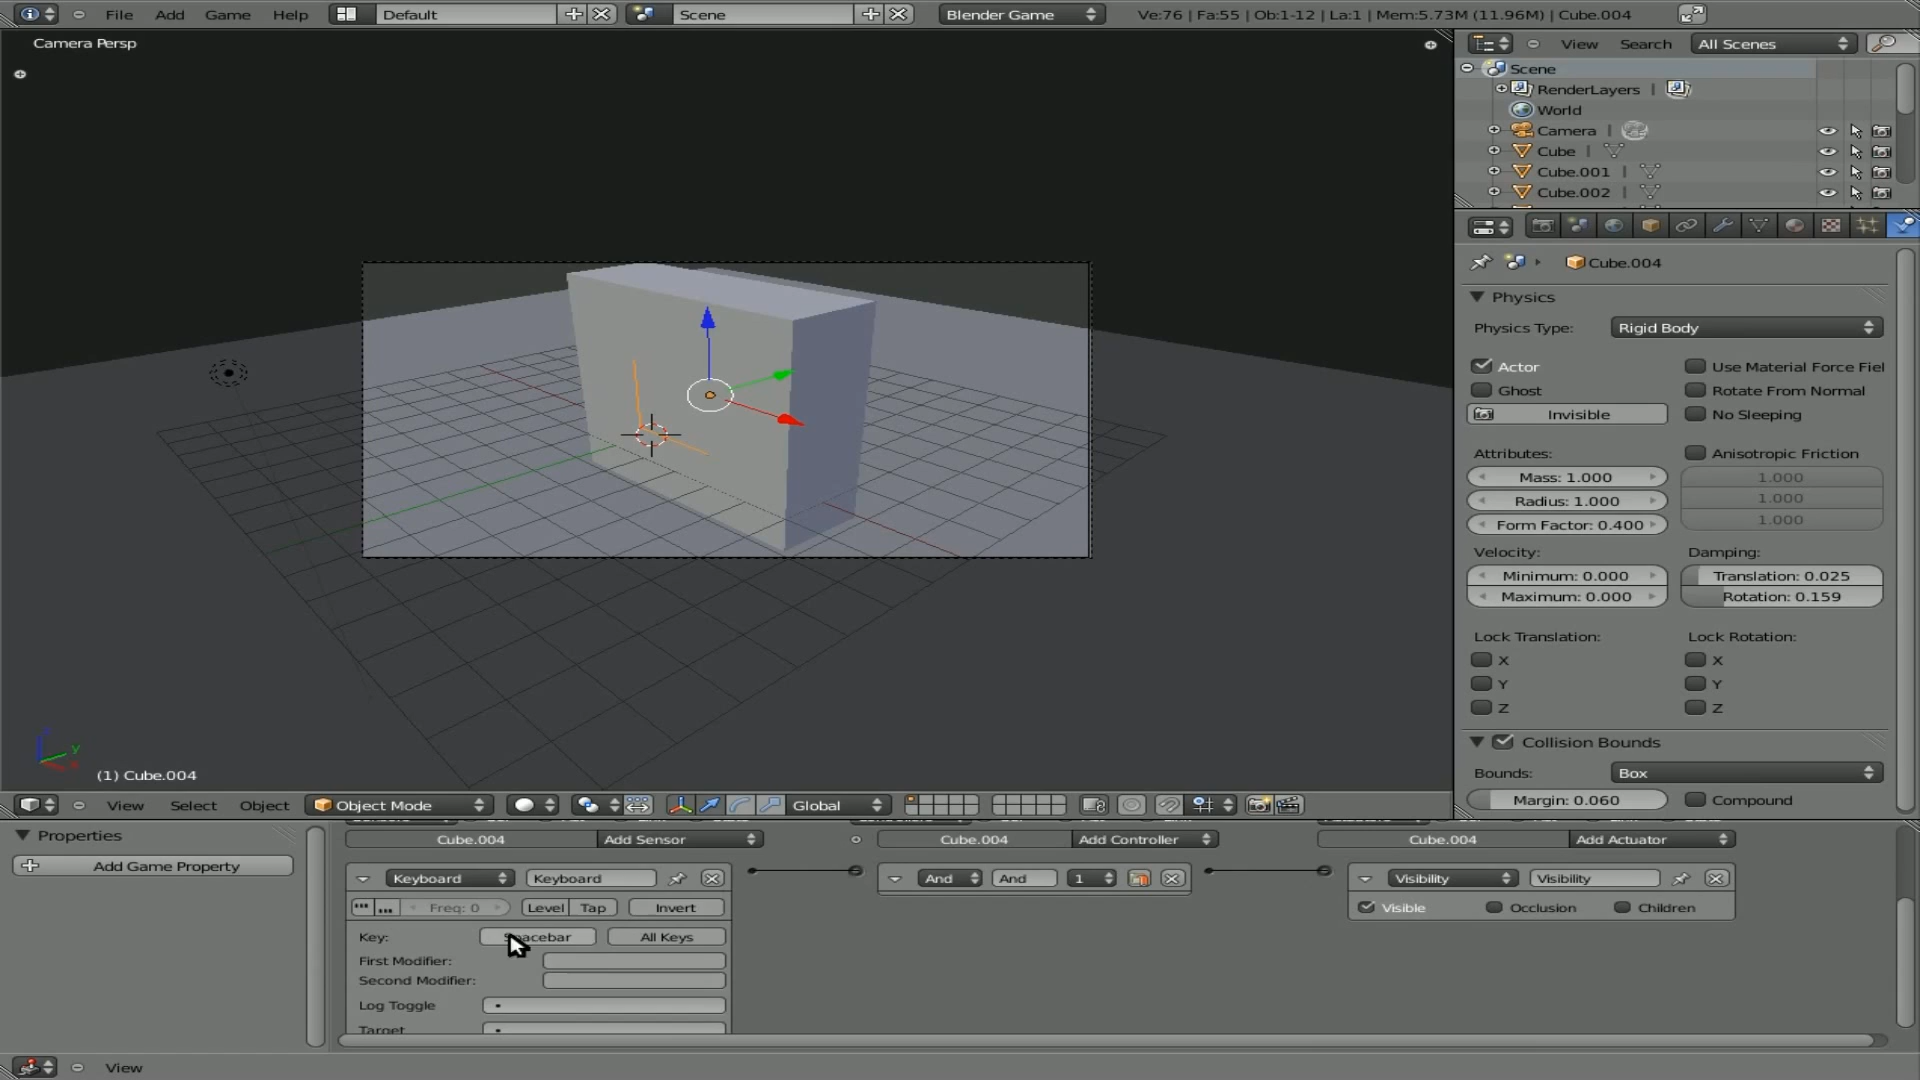 File Add Game Help Default Scene Blender Game Ve:76 | Fa:55 | Ob:1-12 | La:1 | Mem:5.73M (11.96M) | Cube.004
Camera Persp
View Search All Scenes
Scene
RenderLayers |
World
Camera |
Cube |
Cube.001 |
Cube.002 |
Cube.004
Physics
Physics Type: Rigid Body
Actor Use Material Force Fiel
Ghost Rotate From Normal
Invisible No Sleeping
Attributes: Anisotropic Friction
Mass: 1.000 1.000
Radius: 1.000 1.000
Form Factor: 0.400 1.000
Velocity: Damping:
Minimum: 0.000 Translation: 0.025
Maximum: 0.000 Rotation: 0.159
Lock Translation: Lock Rotation:
X X
Y Y
Z Z
Collision Bounds
Bounds: Box
Margin: 0.060 Compound
z
y
x
(1) Cube.004
View Select Object Object Mode Global
Properties
Add Game Property
Cube.004 Add Sensor Cube.004 Add Controller Cube.004 Add Actuator
Keyboard Keyboard And And 1 Visibility Visibility
Freq: 0 Level Tap Invert Visible Occlusion Children
Key: All Keys
First Modifier:
Second Modifier:
Log Toggle
Target
View